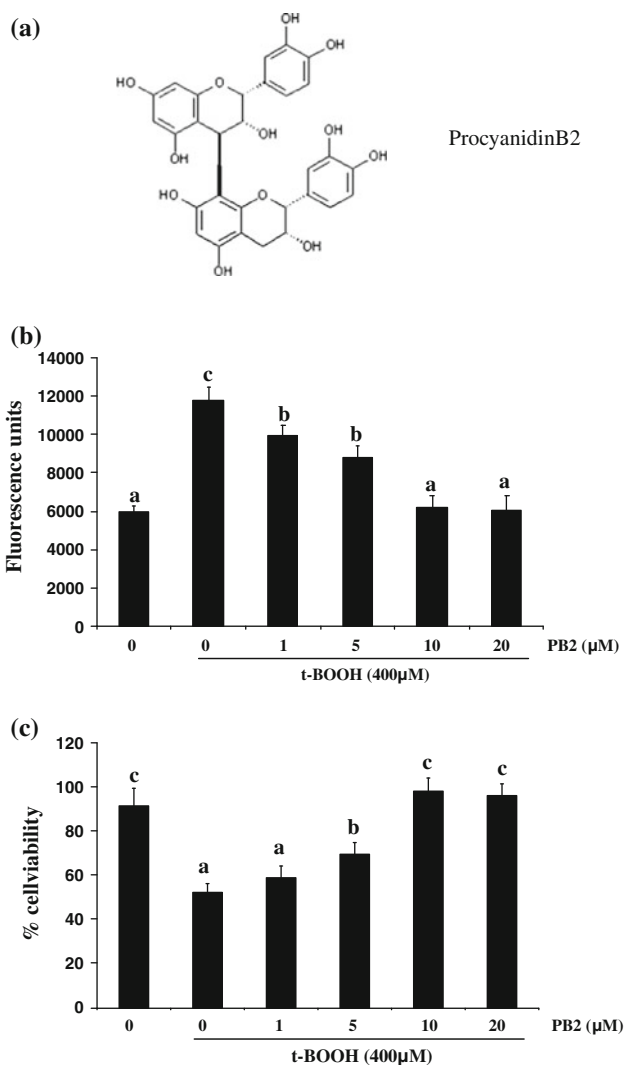 (a)
OH
OH
HO
O
OH
OH
OH
OH
HO
O
OH
OH
ProcyanidinB2
(b)
Fluorescence units
14000
12000
10000
8000
6000
4000
2000
0
a
c
b
b
a
a
0 0 1 5 10 20 PB2 (µM)
t-BOOH (400µM)
(c)
% cellviability
120
100
80
60
40
20
0
c
a
a
b
c
c
0 0 1 5 10 20 PB2 (µM)
t-BOOH (400µM)